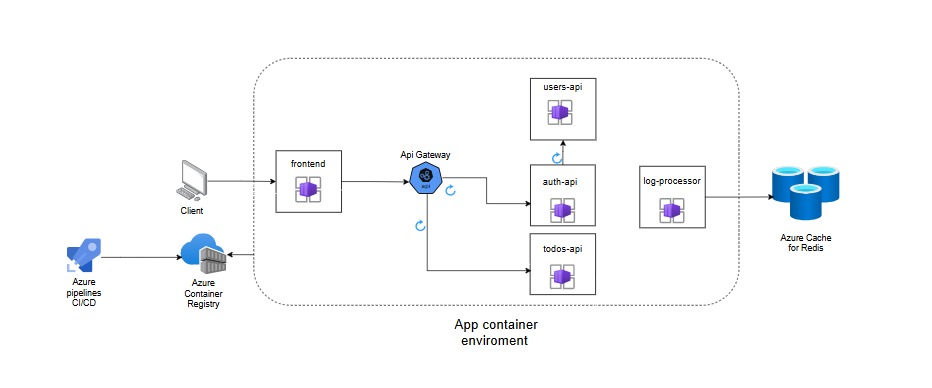 users-api
frontend
Api Gateway
api
auth-api
log-processor
Client
todos-api
Azure Cache
for Redis
Azure
pipelines
CI/CD
Azure
Container
Registry
App container
enviroment